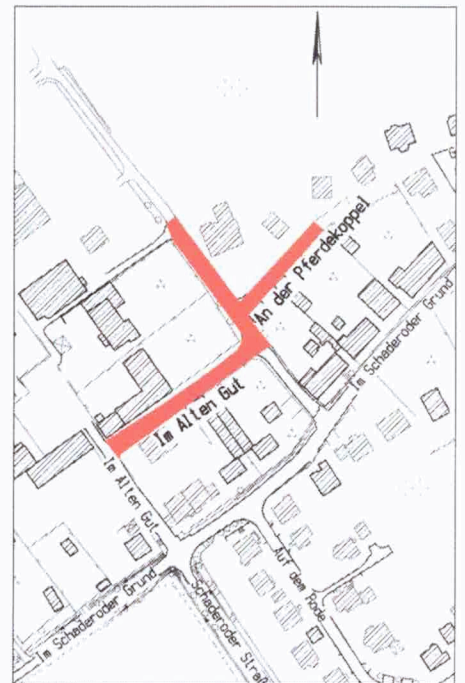 An der Pferdekoppel
Im Schaderoder Grund
Im Alten Gut
Im Alten Gut
Auf dem Rode
Im Schaderoder Grund
Schaderoder Straß